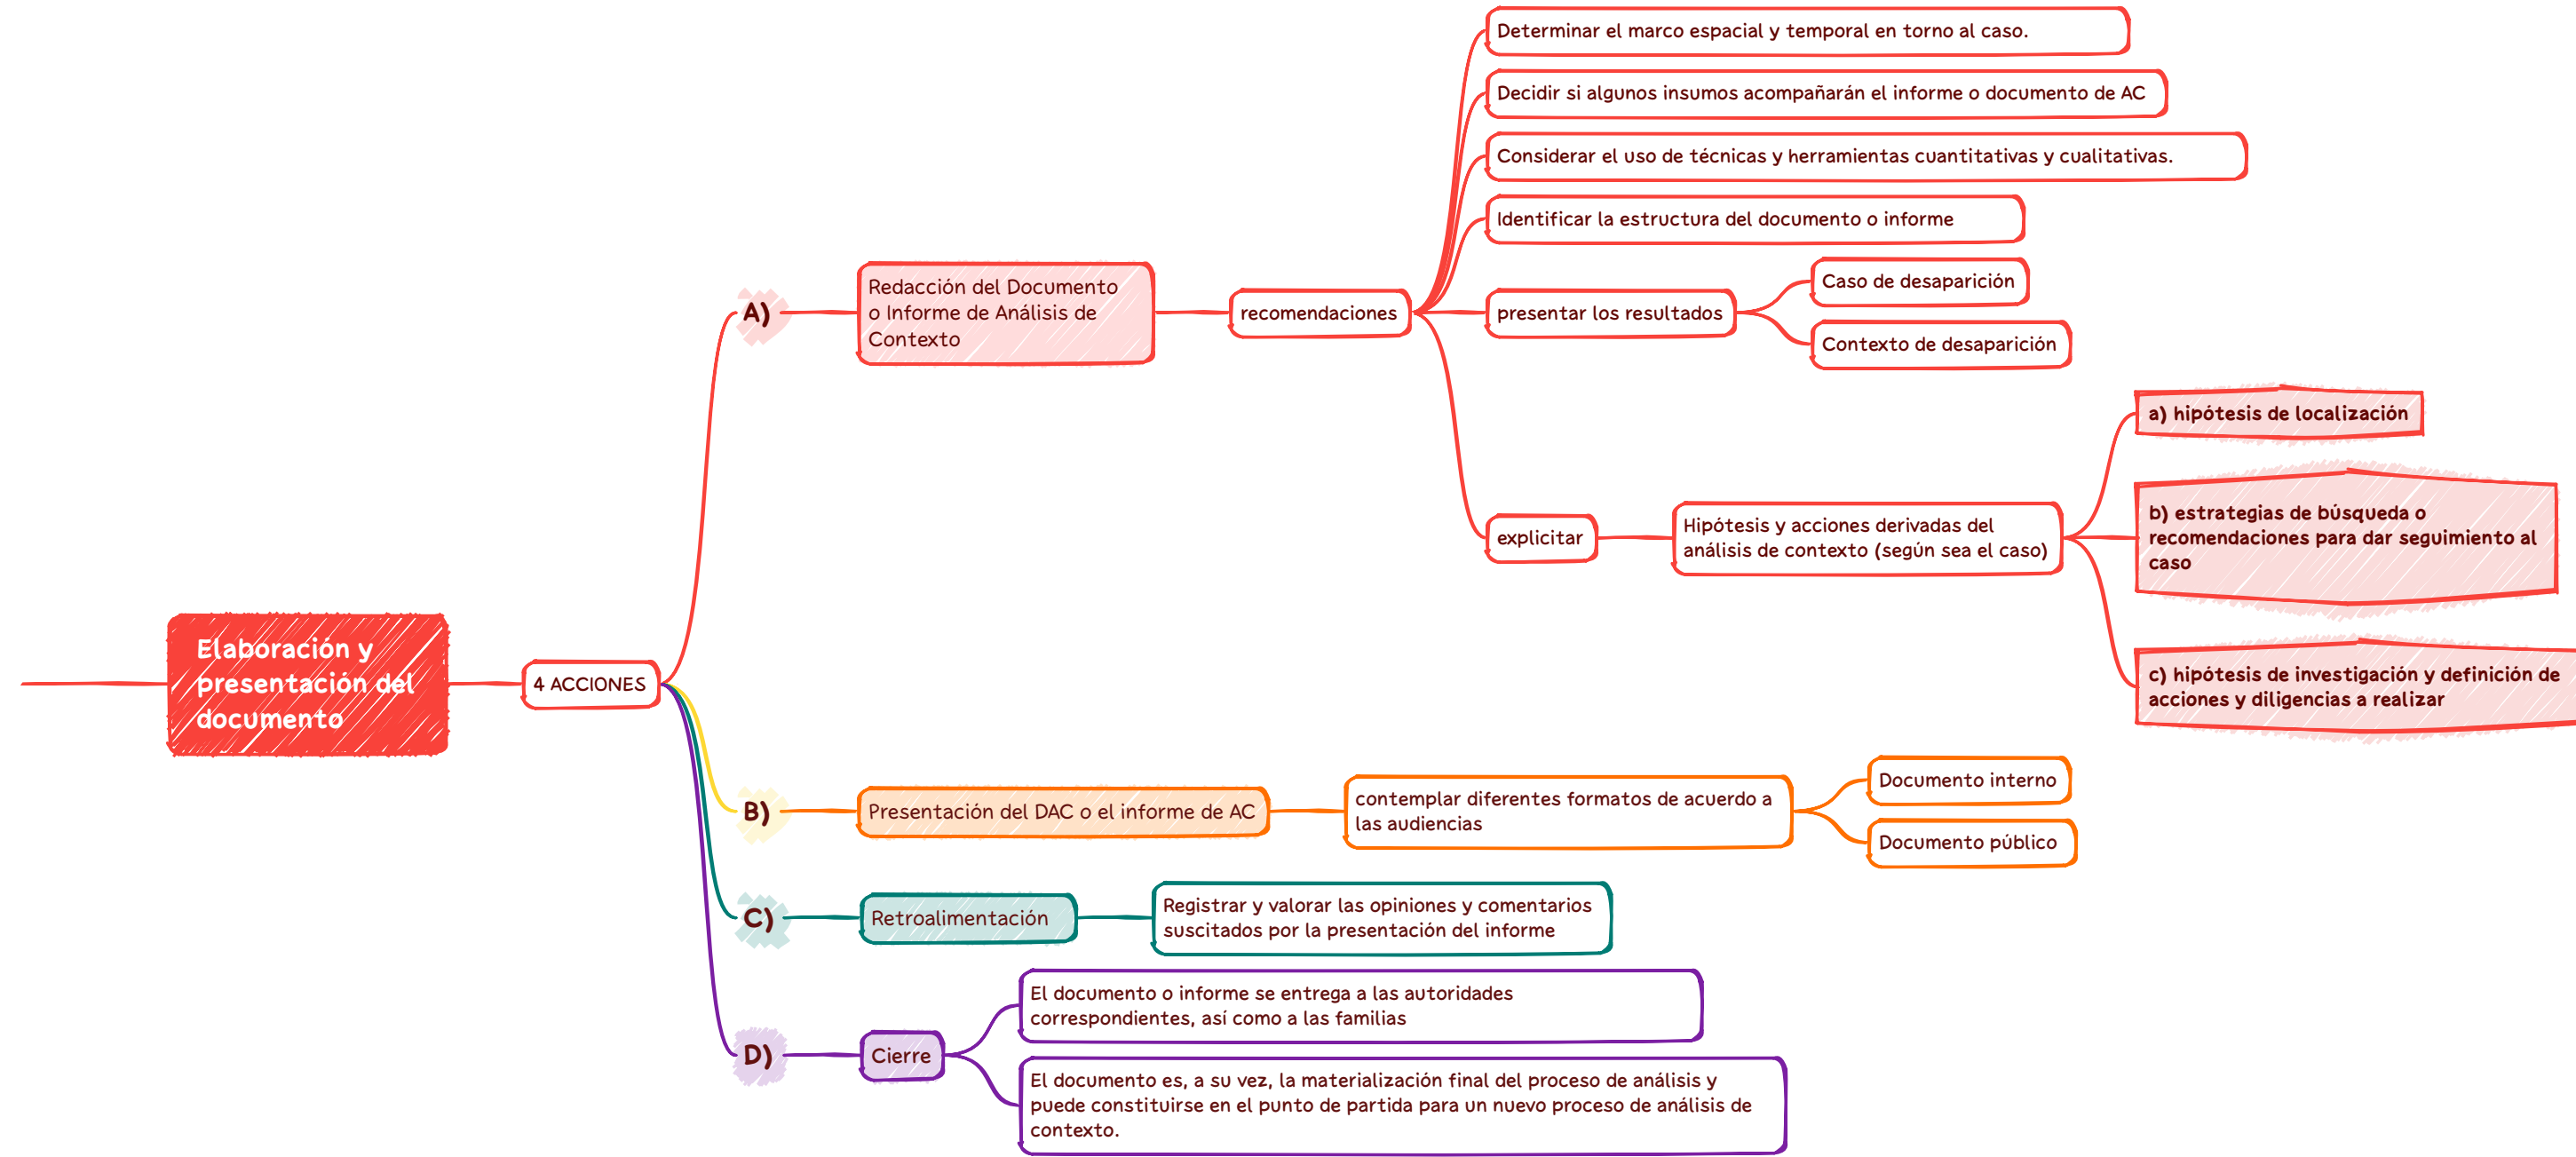 Elaboración y
presentación del
documento
4 ACCIONES
A)
Redacción del Documento
o Informe de Análisis de
Contexto
recomendaciones
Determinar el marco espacial y temporal en torno al caso.
Decidir si algunos insumos acompañarán el informe o documento de AC
Considerar el uso de técnicas y herramientas cuantitativas y cualitativas.
Identificar la estructura del documento o informe
presentar los resultados
Caso de desaparición
Contexto de desaparición
explicitar
Hipótesis y acciones derivadas del
análisis de contexto (según sea el caso)
a) hipótesis de localización
b) estrategias de búsqueda o
recomendaciones para dar seguimiento al
caso
c) hipótesis de investigación y definición de
acciones y diligencias a realizar
B)
Presentación del DAC o el informe de AC
contemplar diferentes formatos de acuerdo a
las audiencias
Documento interno
Documento público
C)
Retroalimentación
Registrar y valorar las opiniones y comentarios
suscitados por la presentación del informe
D)
Cierre
El documento o informe se entrega a las autoridades
correspondientes, así como a las familias
El documento es, a su vez, la materialización final del proceso de análisis y
puede constituirse en el punto de partida para un nuevo proceso de análisis de
contexto.